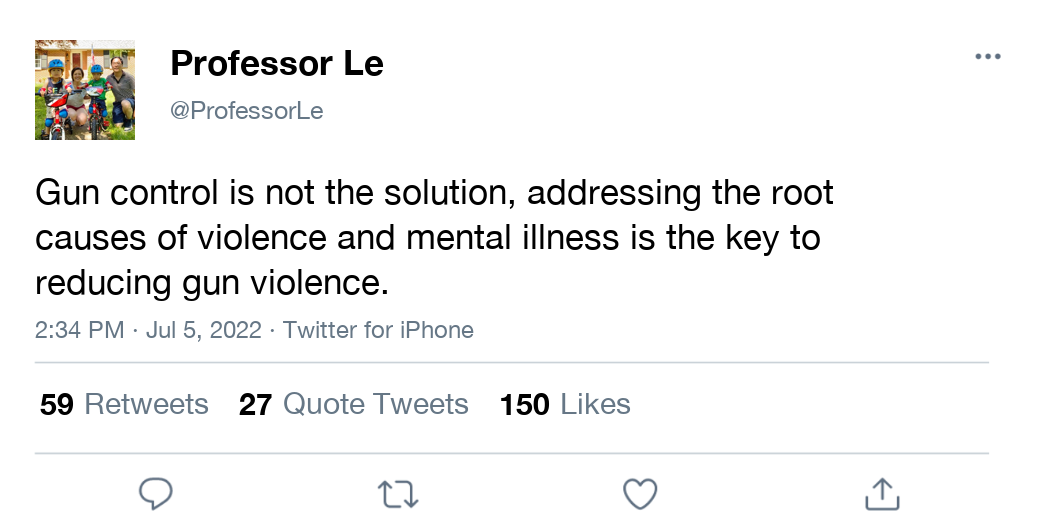 Professor Le
@ProfessorLe
Gun control is not the solution, addressing the root
causes of violence and mental illness is the key to
reducing gun violence.
2:34 PM · Jul 5, 2022 · Twitter for iPhone
59 Retweets 27 Quote Tweets 150 Likes